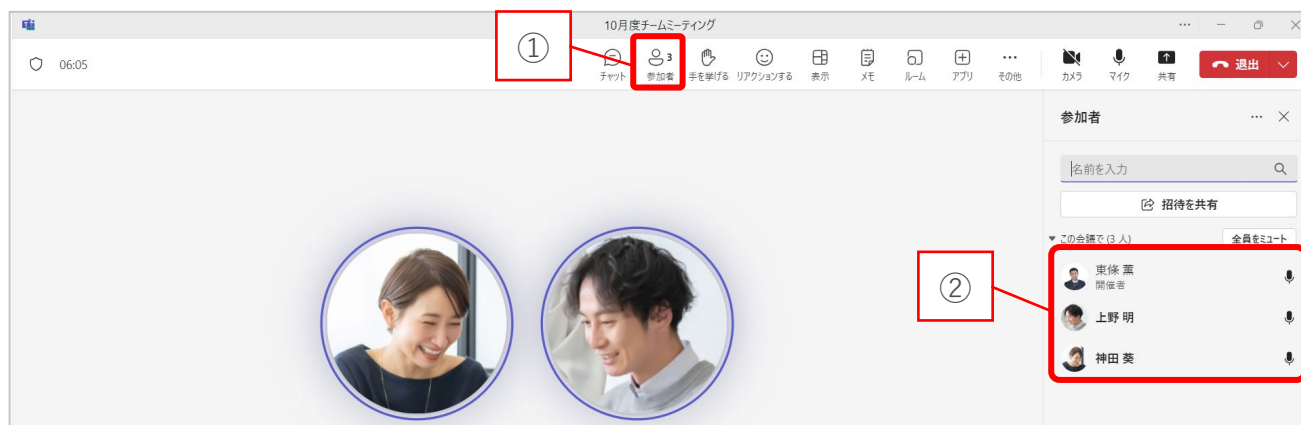 10月度チームミーティング
①
3
06:05
チャット 参加者 手を挙げる リアクションする 表示 メモ ルーム アプリ その他 カメラ マイク 共有 退出
参加者
名前を入力
招待を共有
この会議で (3 人) 全員をミュート
②
東條 薫
開催者
上野 明
神田 葵